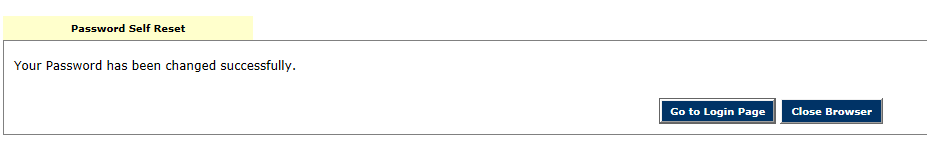 Password Self Reset
Your Password has been changed successfully.
Go to Login Page Close Browser